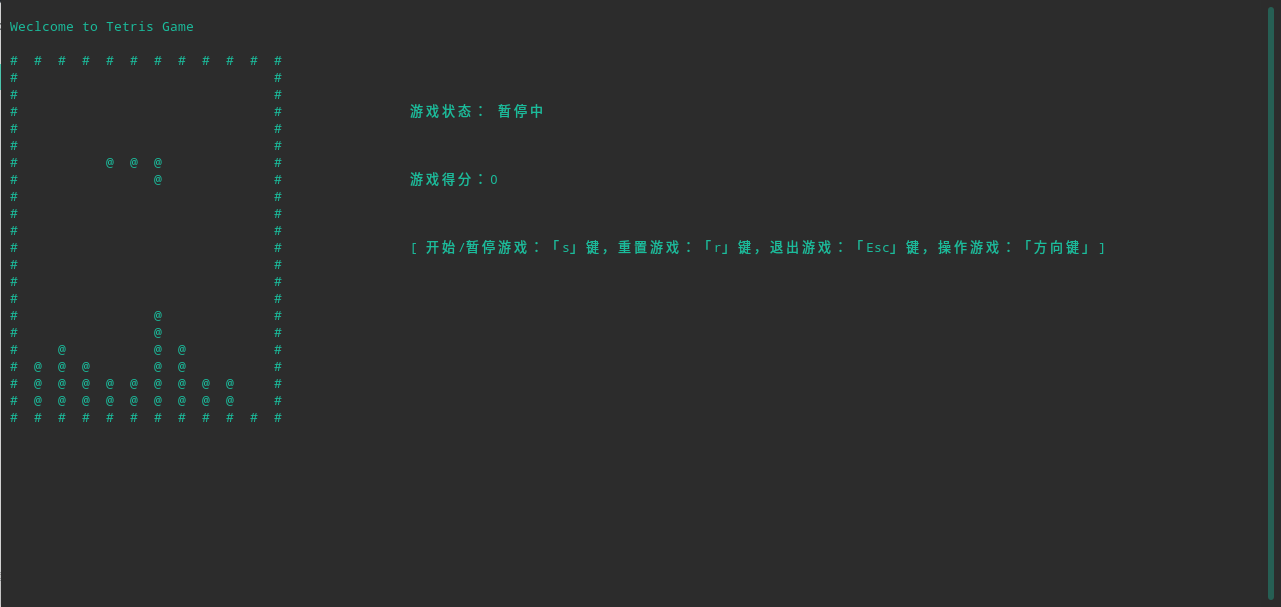 Weclcome to Tetris Game
#  #  #  #  #  #  #  #  #  #  #  #
#                                #
#                                #
#                                #                游戏状态： 暂停中
#                                #
#                                #
#           @  @  @              #
#                 @              #                游戏得分：0
#                                #
#                                #
#                                #
#                                #                [ 开始/暂停游戏：「s」键，重置游戏：「r」键，退出游戏：「Esc」键，操作游戏：「方向键」]
#                                #
#                                #
#                                #
#                 @              #
#                 @              #
#     @           @  @           #
#  @  @  @        @  @           #
#  @  @  @  @  @  @  @  @  @     #
#  @  @  @  @  @  @  @  @  @     #
#  #  #  #  #  #  #  #  #  #  #  #